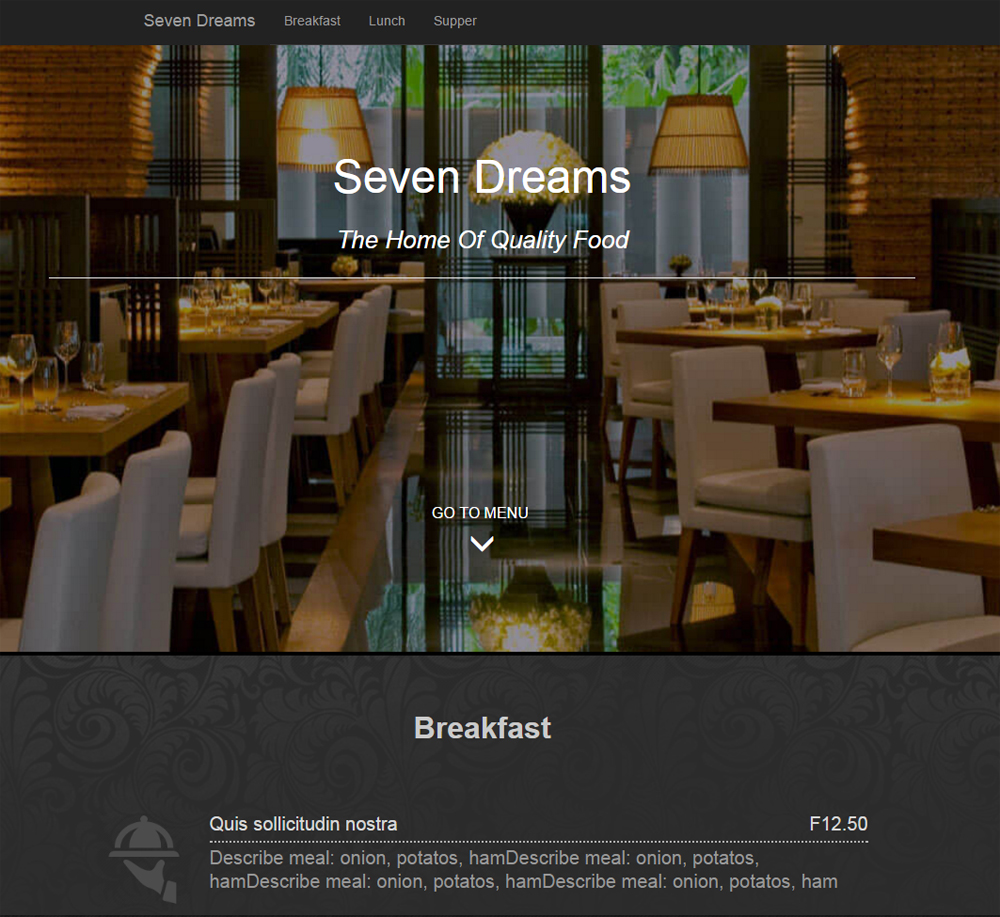 Seven Dreams Breakfast Lunch Supper
Seven Dreams
The Home Of Quality Food
GO TO MENU
Breakfast
Quis sollicitudin nostra F12.50
Describe meal: onion, potatos, hamDescribe meal: onion, potatos,
hamDescribe meal: onion, potatos, hamDescribe meal: onion, potatos, ham